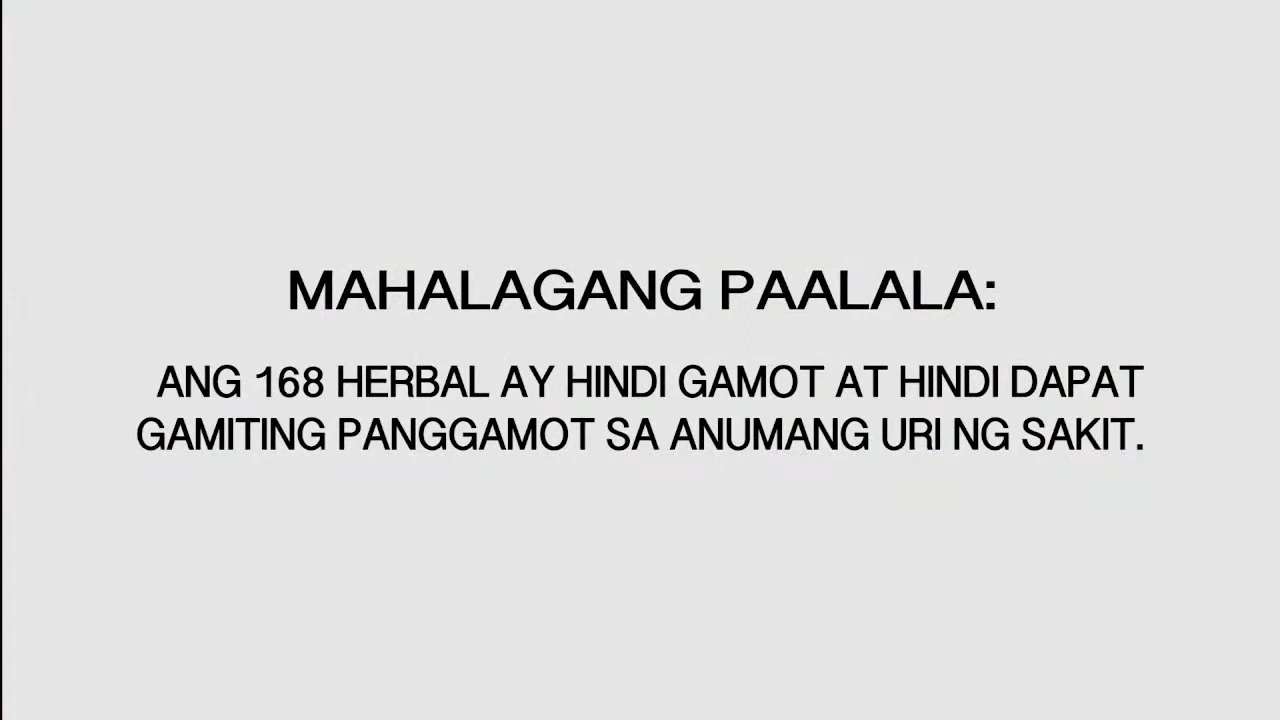 MAHALAGANG PAALALA:
ANG 168 HERBAL AY HINDI GAMOT AT HINDI DAPAT
GAMITING PANGGAMOT SA ANUMANG URI NG SAKIT.